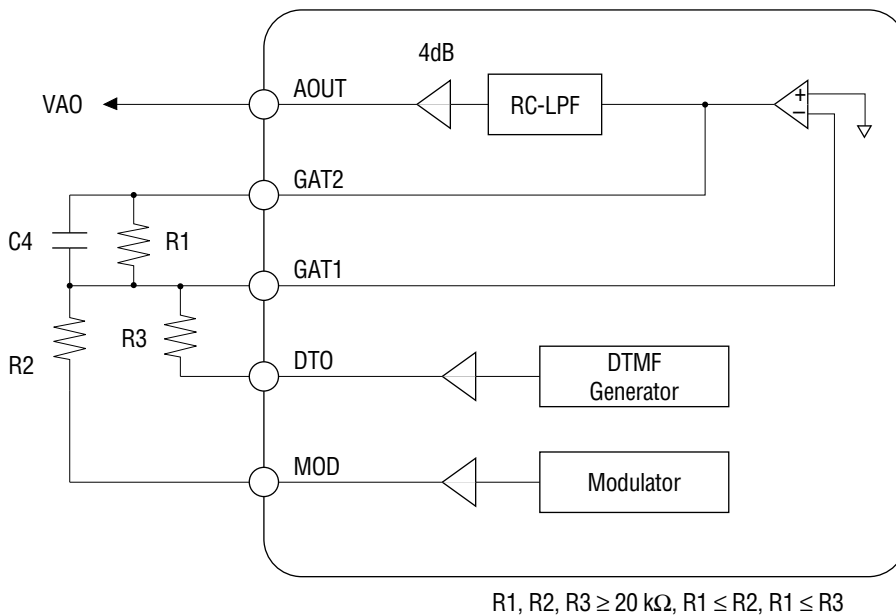 4dB
VAO
AOUT
RC-LPF
+
−
GAT2
C4
R1
GAT1
R2
R3
DTO
DTMF
Generator
MOD
Modulator
R1, R2, R3 ≥ 20 kΩ, R1 ≤ R2, R1 ≤ R3